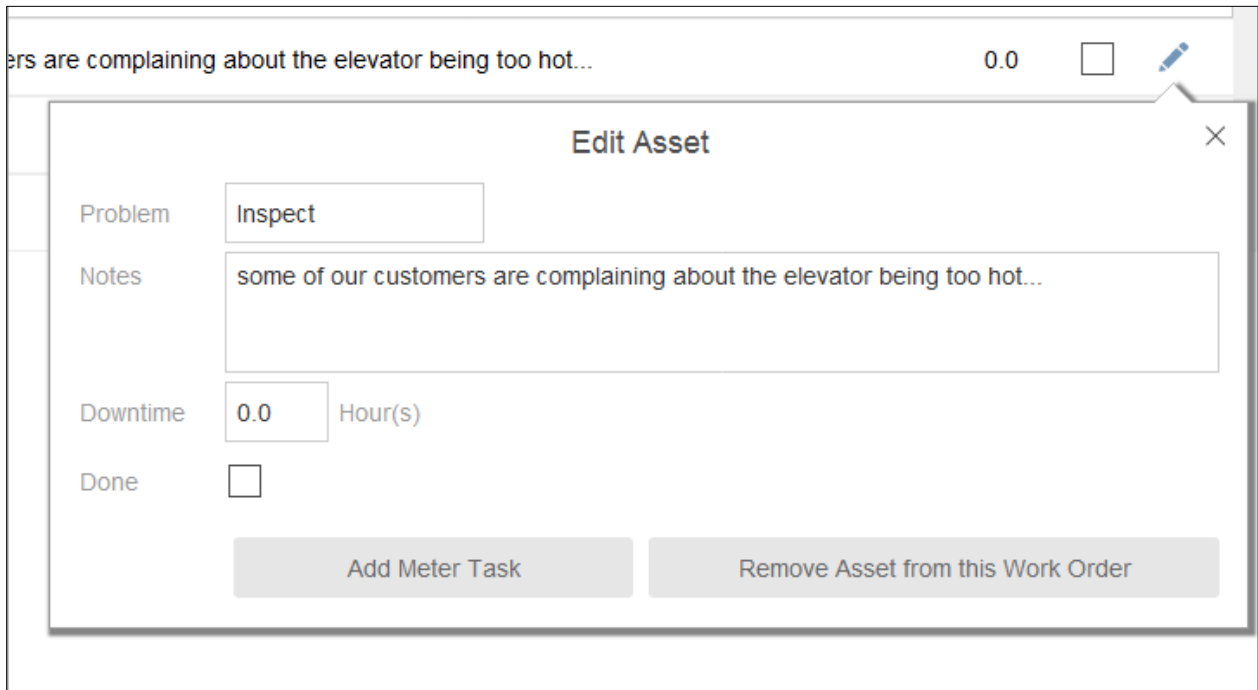 are complaining about the elevator being too hot... 0.0
Edit Asset
Problem Inspect
Notes some of our customers are complaining about the elevator being too hot...
Downtime 0.0 Hour(s)
Done
Add Meter Task Remove Asset from this Work Order